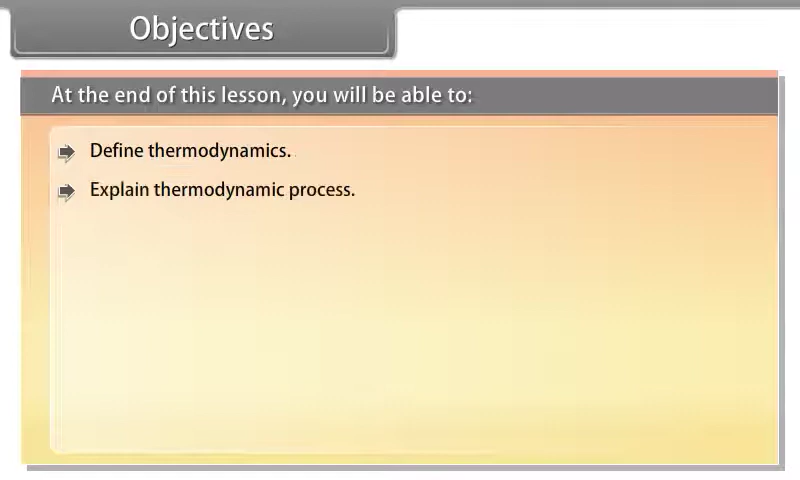 Objectives
At the end of this lesson, you will be able to:
Define thermodynamics.
Explain thermodynamic process.